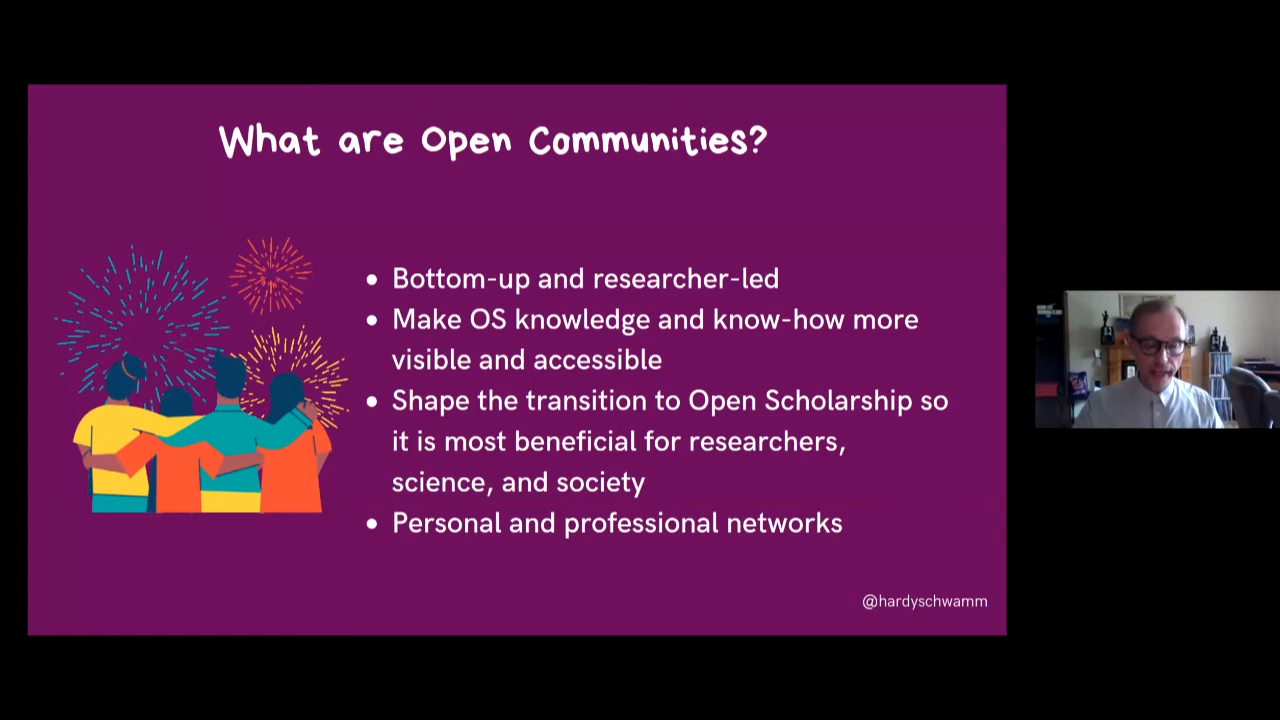 What are Open Communities?
• Bottom-up and researcher-led
• Make OS knowledge and know-how more
visible and accessible
• Shape the transition to Open Scholarship so
it is most beneficial for researchers,
science, and society
• Personal and professional networks
@hardyschwamm